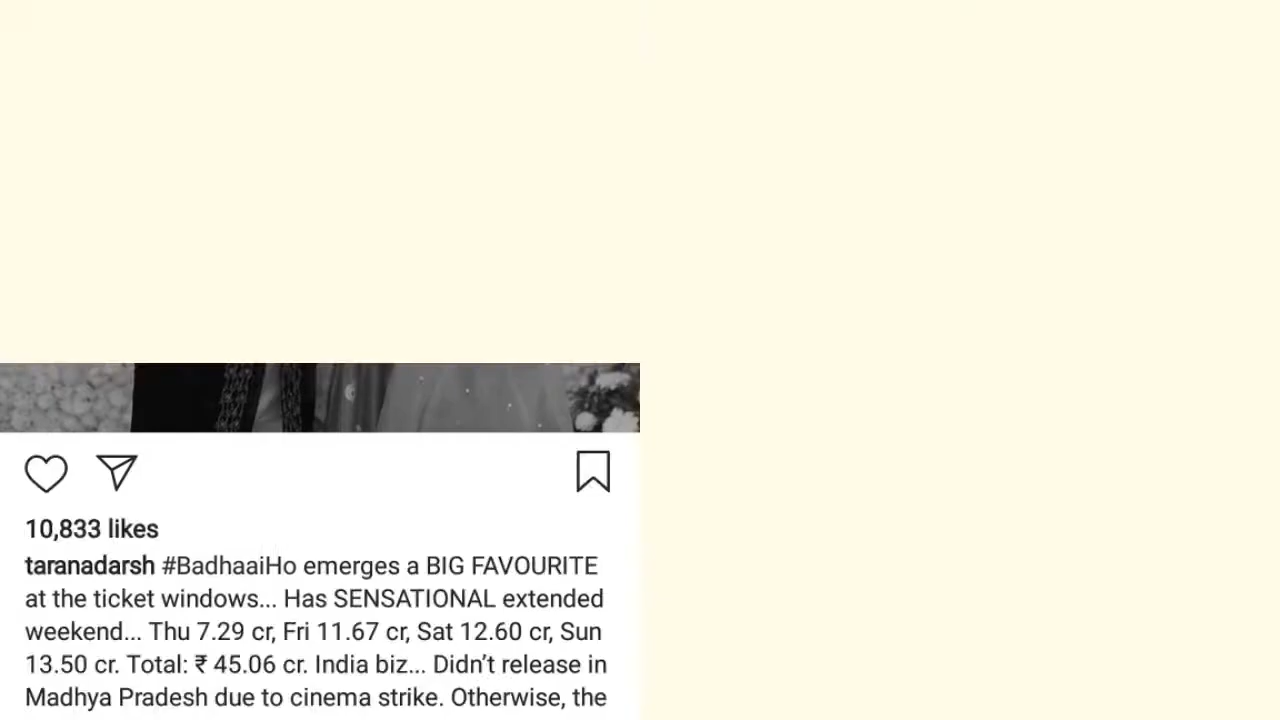 10,833 likes
taranadarsh #BadhaaiHo emerges a BIG FAVOURITE
at the ticket windows... Has SENSATIONAL extended
weekend... Thu 7.29 cr, Fri 11.67 cr, Sat 12.60 cr, Sun
13.50 cr. Total: ₹ 45.06 cr. India biz... Didn’t release in
Madhya Pradesh due to cinema strike. Otherwise, the